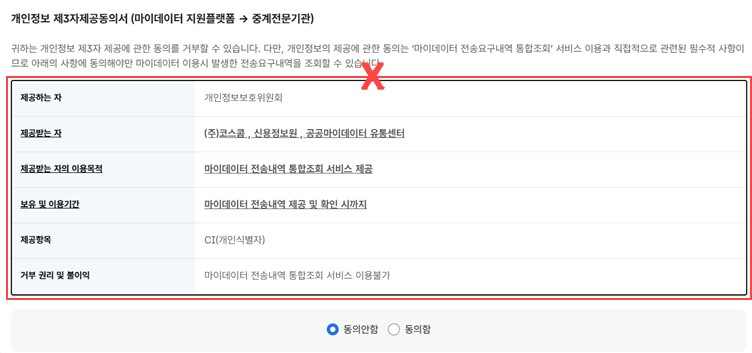 개인정보 제3자제공동의서 (마이데이터 지원플랫폼 → 중계전문기관)
귀하는 개인정보 제3자 제공에 관한 동의를 거부할 수 있습니다. 다만, 개인정보의 제공에 관한 동의는 '마이데이터 전송요구내역 통합조회' 서비스 이용과 직접적으로 관련된 필수적 사항이
므로 아래의 사항에 동의해야만 마이데이터 이용시 발생한 전송요구내역을 조회할 수 있습니다.
X
제공하는 자 개인정보보호위원회
제공받는 자 (주)코스콤 , 신용정보원 , 공공마이데이터 유통센터
제공받는 자의 이용목적 마이데이터 전송내역 통합조회 서비스 제공
보유 및 이용기간 마이데이터 전송내역 제공 및 확인 시까지
제공항목 CI(개인식별자)
거부 권리 및 불이익 마이데이터 전송내역 통합조회 서비스 이용불가
동의안함 동의함